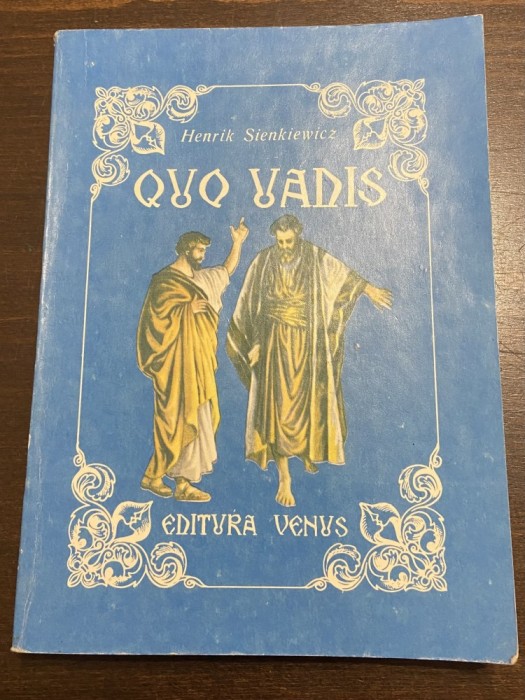 Henrik Sienkiewicz
QUO VADIS
EDITURA VENUS